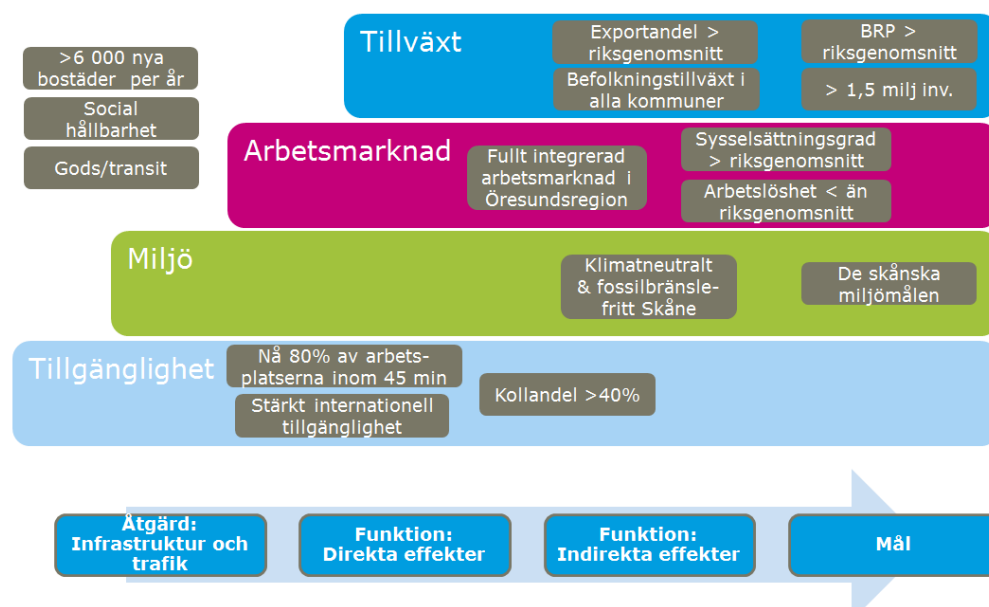 >6 000 nya
bostäder per år
Social
hållbarhet
Gods/transit
Tillväxt
Exportandel >
riksgenomsnitt
BRP >
riksgenomsnitt
Befolkningstillväxt i
alla kommuner
> 1,5 milj inv.
Arbetsmarknad
Fullt integrerad
arbetsmarknad i
Öresundsregion
Sysselsättningsgrad
> riksgenomsnitt
Arbetslöshet < än
riksgenomsnitt
Miljö
Klimatneutralt
& fossilbränsle-
fritt Skåne
De skånska
miljömålen
Tillgänglighet
Nå 80% av arbets-
platserna inom 45 min
Stärkt internationell
tillgänglighet
Kollandel >40%
Åtgärd:
Infrastruktur och
trafik
Funktion:
Direkta effekter
Funktion:
Indirekta effekter
Mål